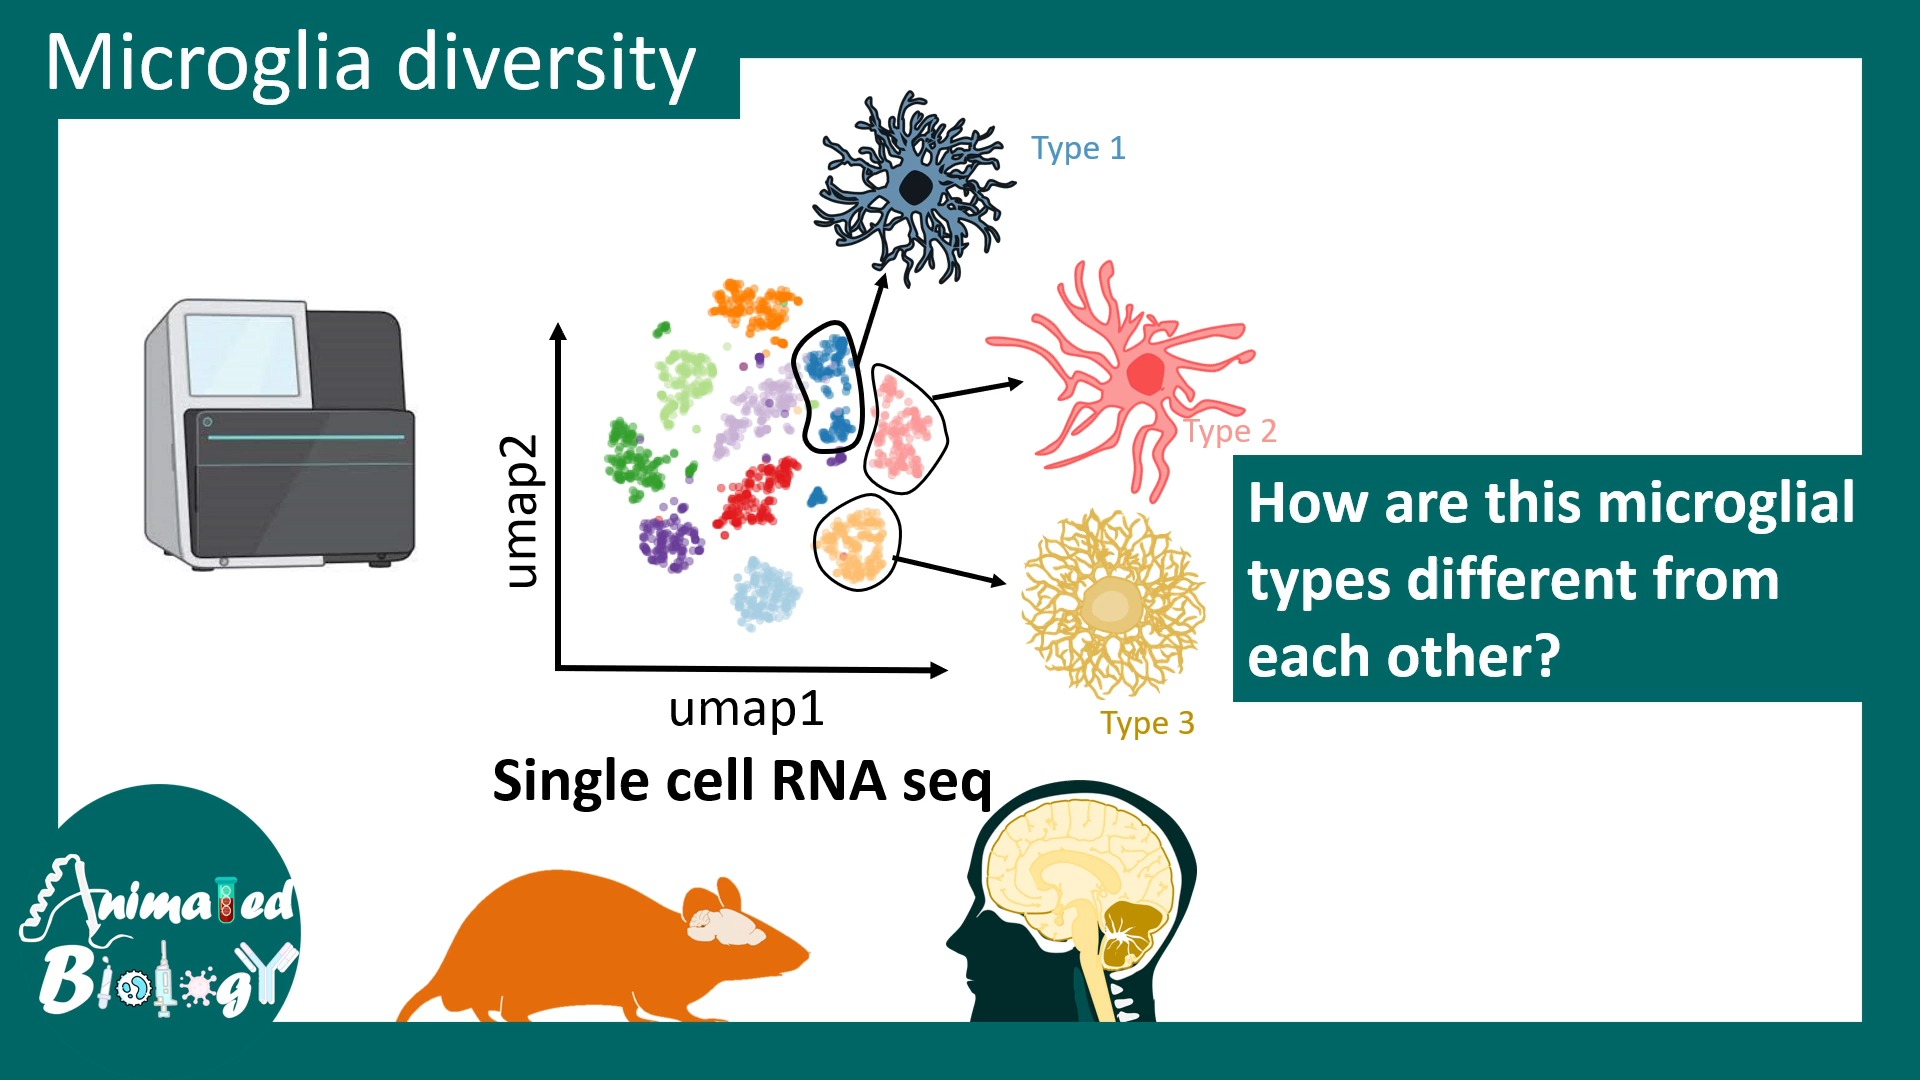 Microglia diversity
Type 1
Type 2
How are this microglial
types different from
each other?
umap2
umap1
Type 3
Single cell RNA seq
Animated
Biology